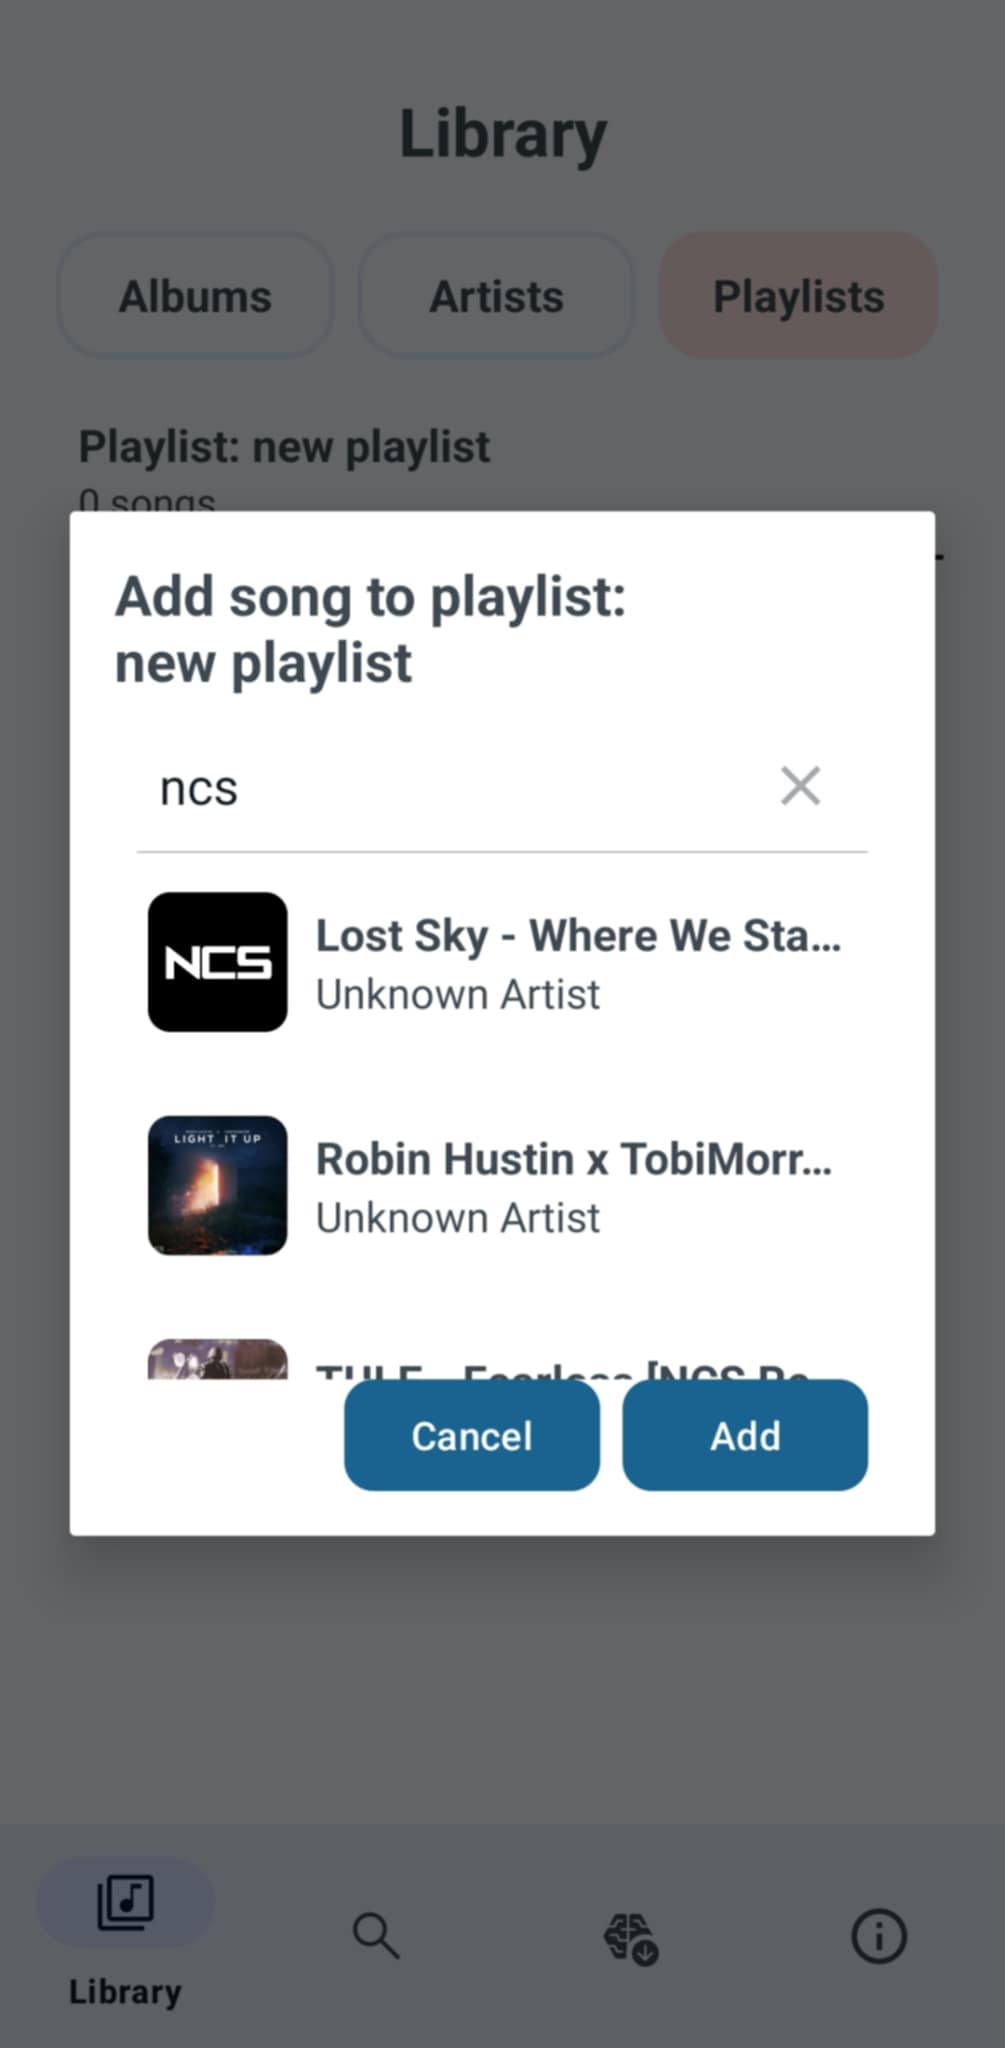 Library
Albums
Artists
Playlists
Playlist: new playlist
0 songs
Add song to playlist:
new playlist
ncs
NCS
Lost Sky - Where We Sta...
Unknown Artist
LIGHT IT UP
Robin Hustin x TobiMorr...
Unknown Artist
THLE - Fearless [NCS Re
Cancel
Add
Library